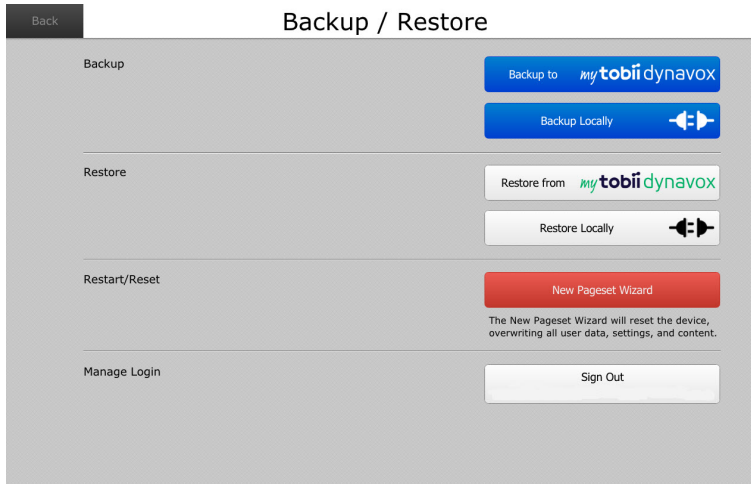 Back
Backup / Restore
Backup
Backup to my tobii dynavox
Backup Locally
Restore
Restore from my tobii dynavox
Restore Locally
Restart/Reset
New Pageset Wizard
The New Pageset Wizard will reset the device,
overwriting all user data, settings, and content.
Manage Login
Sign Out